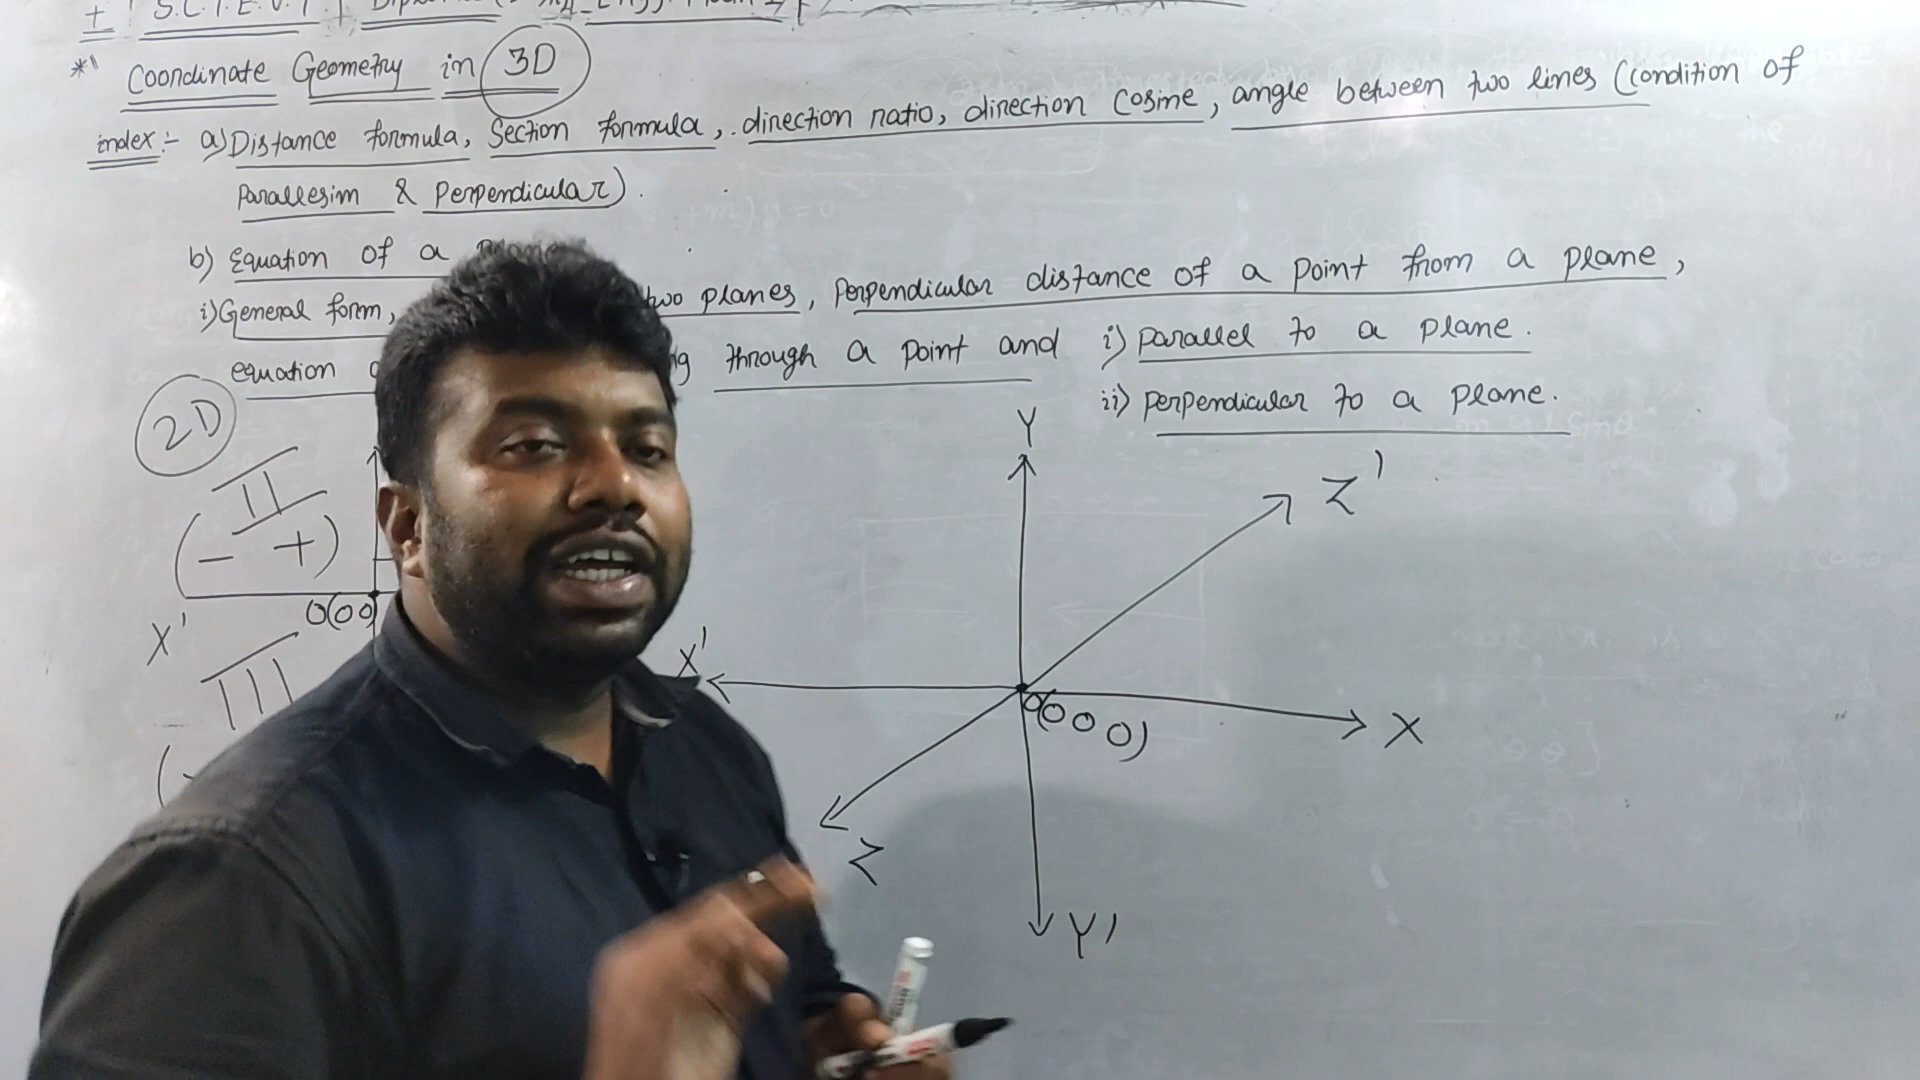 + S.C.T.E.V.T
* Coordinate Geometry in 3D
index:- a) Distance formula, Section formula, direction ratio, direction Cosine, angle between two lines (condition of
Parallesim & Perpendicular).
b) Equation of a
i) General form, two planes, Perpendicular distance of a Point from a plane,
equation through a Point and i) Parallel to a plane.
ii) Perpendicular to a plane.
2D
II
(- +)
O(0 0)
X'
III
Y
Z'
X'
O(0 0 0)
X
Z
Y'